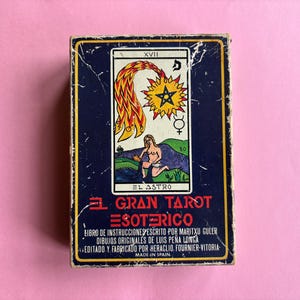 XVII
EL ASTRO
EL GRAN TAROT
ESOTERICO
LIBRO DE INSTRUCCIONES ESCRITO POR MARITXU GULER
DIBUJOS ORIGINALES DE LUIS PEÑA LONGA
EDITADO Y FABRICADO POR HERACLIO FOURNIER-VITORIA
MADE IN SPAIN